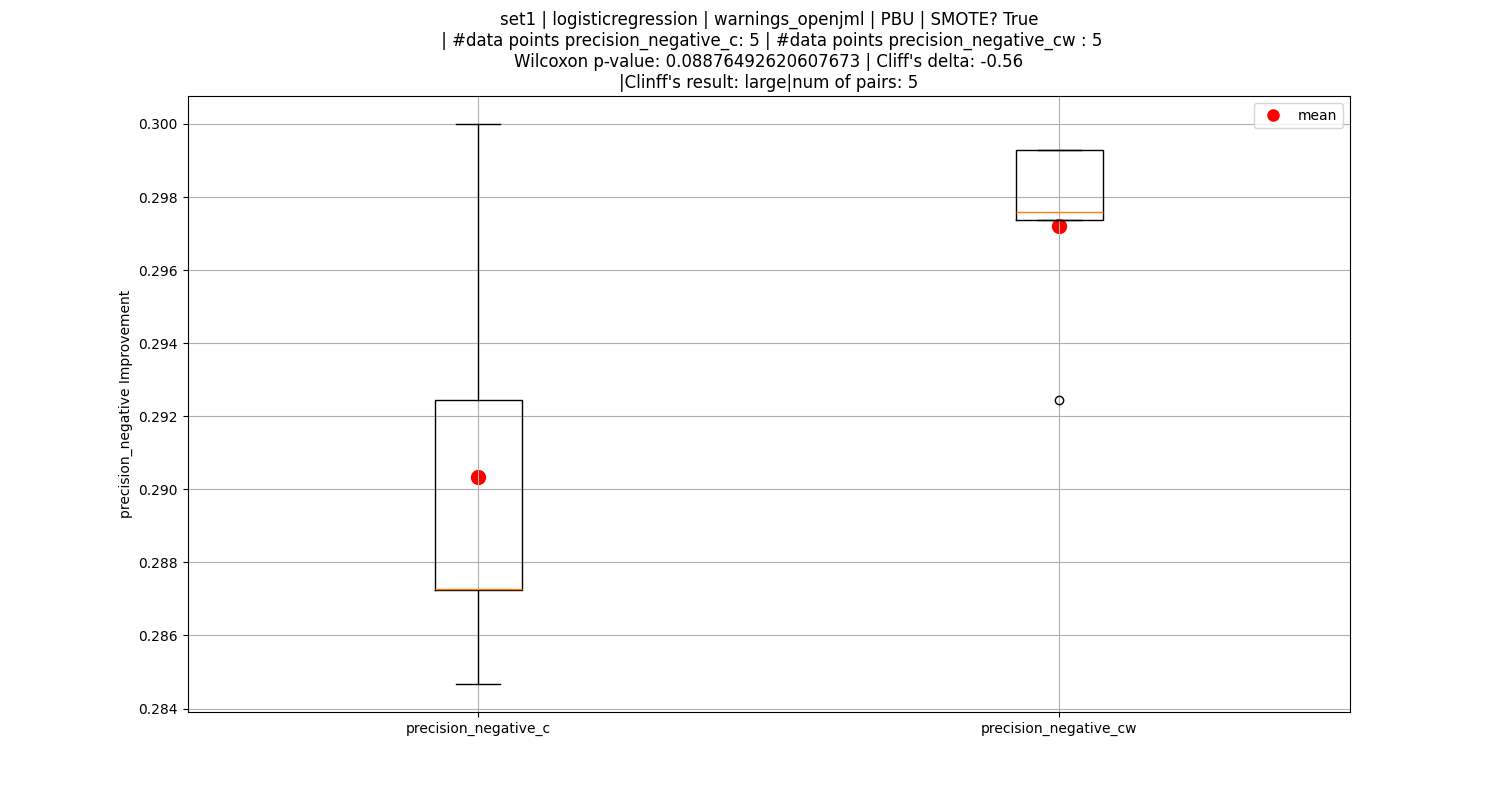 set1 | logisticregression | warnings_openjml | PBU | SMOTE? True
| #data points precision_negative_c: 5 | #data points precision_negative_cw : 5
Wilcoxon p-value: 0.08876492620607673 | Cliff's delta: -0.56
|Clinff's result: large|num of pairs: 5
mean
0.300
0.298
0.296
0.294
0.292
0.290
0.288
0.286
0.284
precision_negative Improvement
precision_negative_c
precision_negative_cw